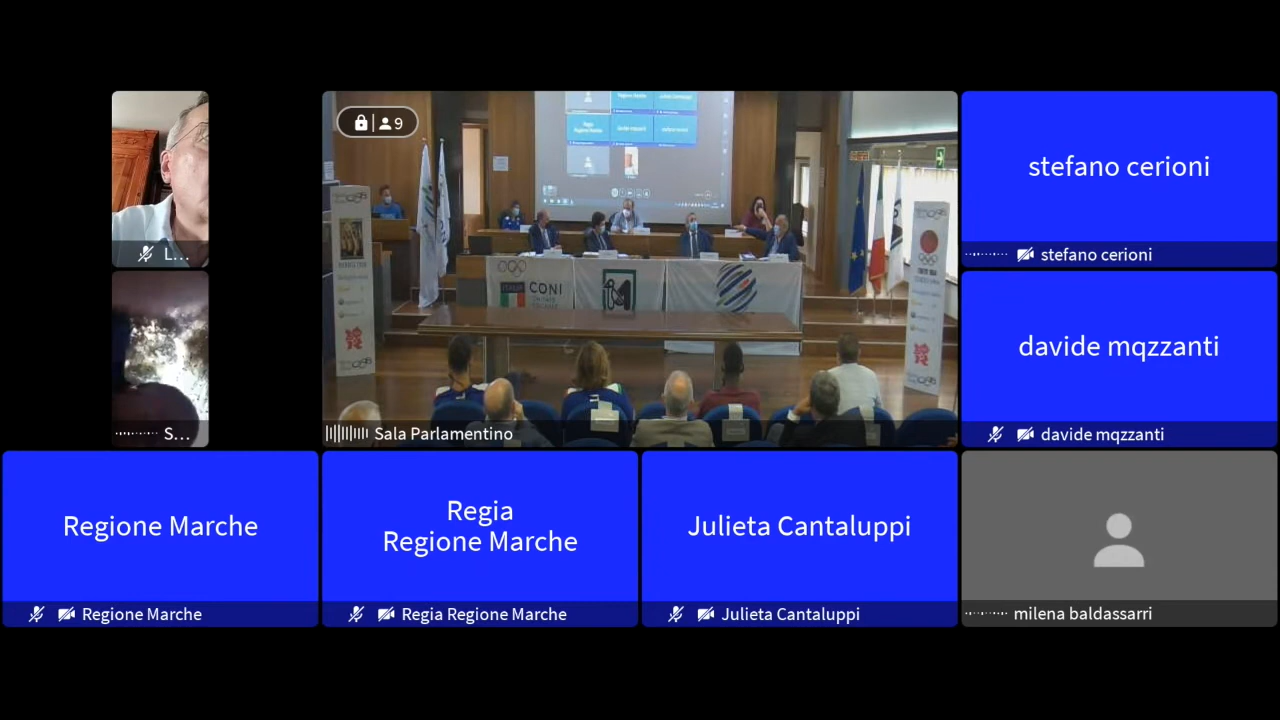 L...
9
Sala Parlamentino
CONI
stefano cerioni
stefano cerioni
S...
davide mqzzanti
davide mqzzanti
Regione Marche
Regione Marche
Regia
Regione Marche
Regia Regione Marche
Julieta Cantaluppi
Julieta Cantaluppi
milena baldassarri